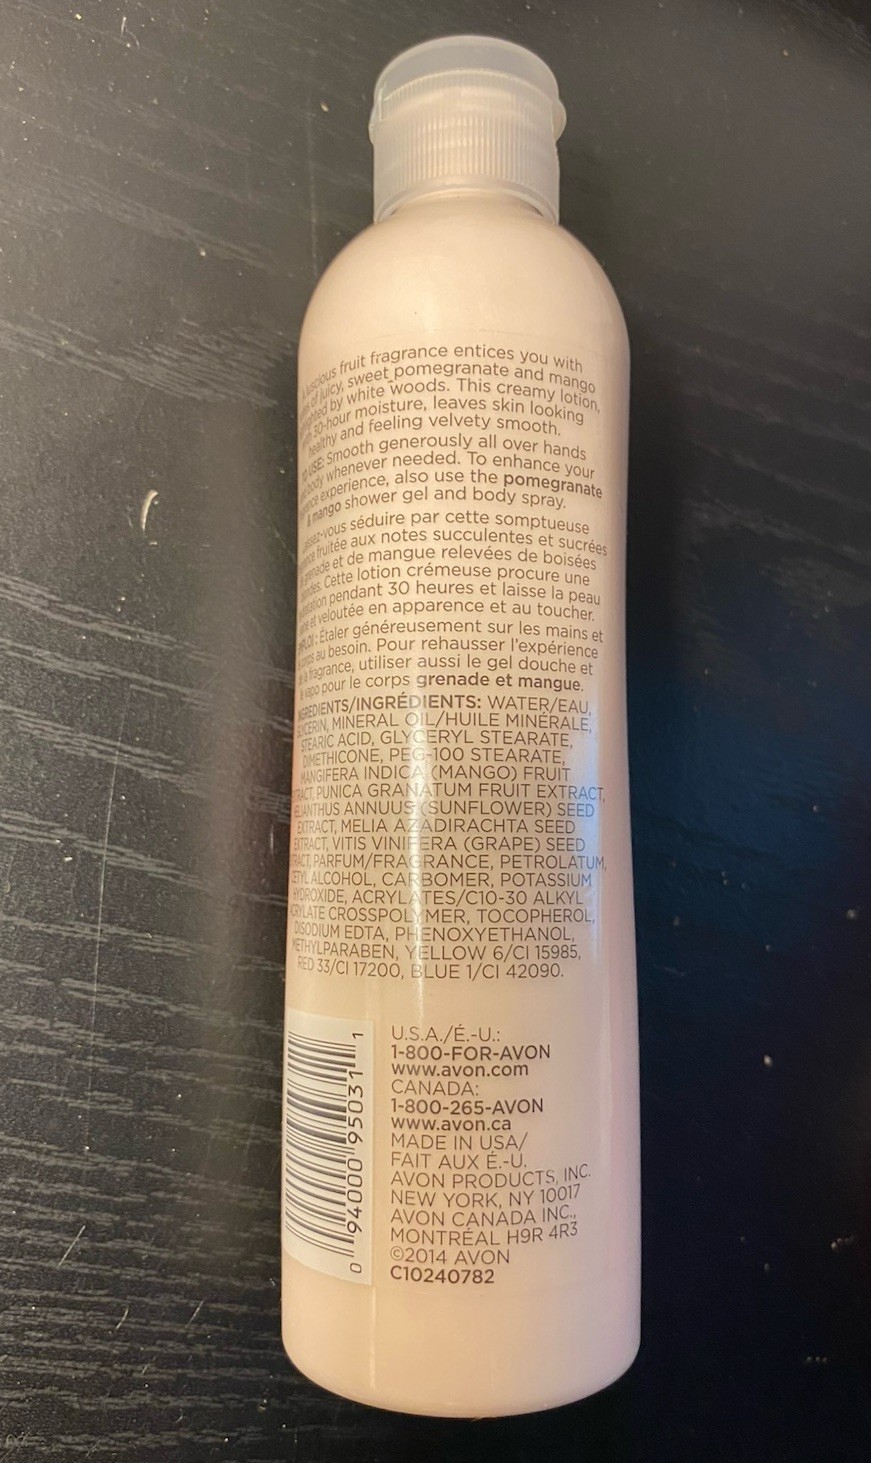 fruit fragrance entices you with
of juicy, sweet pomegranate and mango
by white woods. This creamy lotion,
30-hour moisture, leaves skin looking
healthy and feeling velvety smooth.
USE: Smooth generously all over hands
body whenever needed. To enhance your
experience, also use the pomegranate
& mango shower gel and body spray.
séduire par cette somptueuse
fruitée aux notes succulentes et sucrées
grenade et de mangue relevées de boisées
Cette lotion crémeuse procure une
pendant 30 heures et laisse la peau
et veloutée en apparence et au toucher.
Étaler généreusement sur les mains et
au besoin. Pour rehausser l'expérience
fragrance, utiliser aussi le gel douche et
vapo pour le corps grenade et mangue.
INGREDIENTS/INGRÉDIENTS: WATER/EAU,
GLYCERIN, MINERAL OIL/HUILE MINÉRALE,
STEARIC ACID, GLYCERYL STEARATE,
DIMETHICONE, PEG-100 STEARATE,
MANGIFERA INDICA (MANGO) FRUIT
EXTRACT, PUNICA GRANATUM FRUIT EXTRACT,
HELIANTHUS ANNUUS (SUNFLOWER) SEED
EXTRACT, MELIA AZADIRACHTA SEED
EXTRACT, VITIS VINIFERA (GRAPE) SEED
EXTRACT, PARFUM/FRAGRANCE, PETROLATUM,
CETYL ALCOHOL, CARBOMER, POTASSIUM
HYDROXIDE, ACRYLATES/C10-30 ALKYL
ACRYLATE CROSSPOLYMER, TOCOPHEROL,
DISODIUM EDTA, PHENOXYETHANOL,
METHYLPARABEN, YELLOW 6/CI 15985,
RED 33/CI 17200, BLUE 1/CI 42090.
0 94000 95031 1
U.S.A./É.-U.:
1-800-FOR-AVON
www.avon.com
CANADA:
1-800-265-AVON
www.avon.ca
MADE IN USA/
FAIT AUX É.-U.
AVON PRODUCTS, INC.
NEW YORK, NY 10017
AVON CANADA INC.,
MONTRÉAL H9R 4R3
©2014 AVON
C10240782